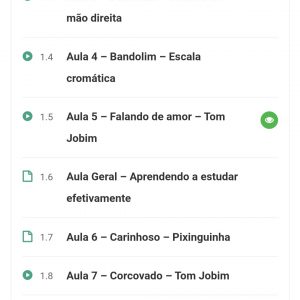 mão direita
1.4 Aula 4 – Bandolim – Escala
cromática
1.5 Aula 5 – Falando de amor – Tom
Jobim
1.6 Aula Geral – Aprendendo a estudar
efetivamente
1.7 Aula 6 – Carinhoso – Pixinguinha
1.8 Aula 7 – Corcovado – Tom Jobim